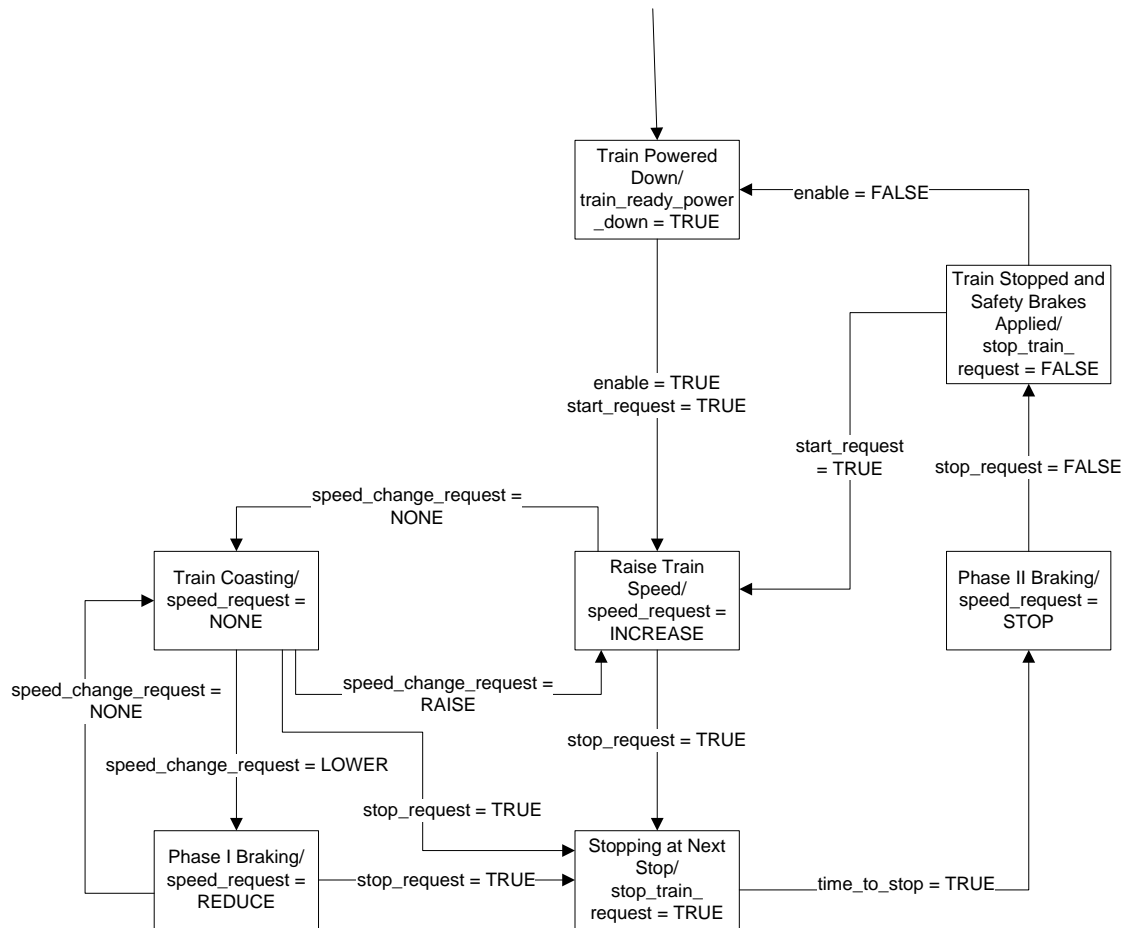 Train Powered
Down/
train_ready_power
_down = TRUE
enable = FALSE
Train Stopped and
Safety Brakes
Applied/
stop_train_
request = FALSE
enable = TRUE
start_request = TRUE
start_request
= TRUE
stop_request = FALSE
speed_change_request =
NONE
Train Coasting/
speed_request =
NONE
Raise Train
Speed/
speed_request =
INCREASE
Phase II Braking/
speed_request =
STOP
speed_change_request =
NONE
speed_change_request =
RAISE
stop_request = TRUE
speed_change_request = LOWER
stop_request = TRUE
Phase I Braking/
speed_request =
REDUCE
stop_request = TRUE
Stopping at Next
Stop/
stop_train_
request = TRUE
time_to_stop = TRUE